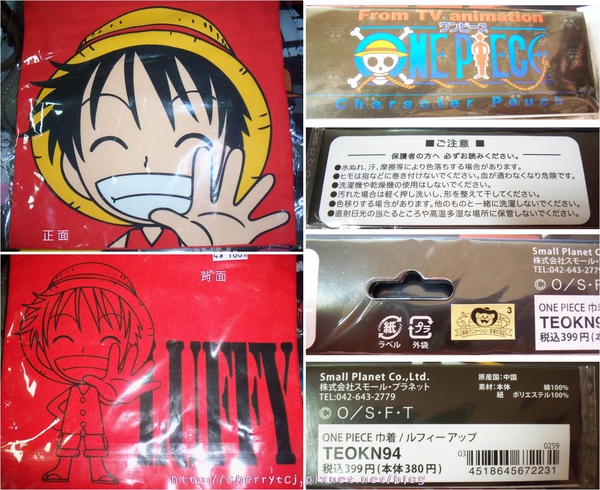 正面
背面
LUFFY
From TV animation
ワンピース
ONE PIECE
Character Pouch
■ご注意■
保護者の方へ 必ずお読みください。
●水ぬれ、汗、摩擦等により色落ちする場合があります。
●ヒモは指などに巻き付けないでください。血が通わなくなり危険です。
●洗濯機や乾燥機の使用はしないでください。
●汚れた場合は軽く押し洗いし、形を整えて干してください。
●色移りする場合があります。他のものと一緒に洗濯しないでください。
●直射日光の当たるところや高温多湿な場所に保管しないでください。
Small Planet Co
株式会社スモール・
TEL:042-643-27
©O/S・F・
紙
ラベル
プラ
外袋
3
ONE PIECE 巾着
TEOKN9
税込399円(本
Small Planet Co.,Ltd.
株式会社スモール・プラネット
TEL:042-643-2779
©O/S・F・T
原産国:中国
素材:本体 綿100%
紐 ポリエステル100%
ONE PIECE 巾着/ルフィーアップ
TEOKN94
税込399円(本体380円)
0259
4518645672231
http://cherrytcj.pixnet.net/blog